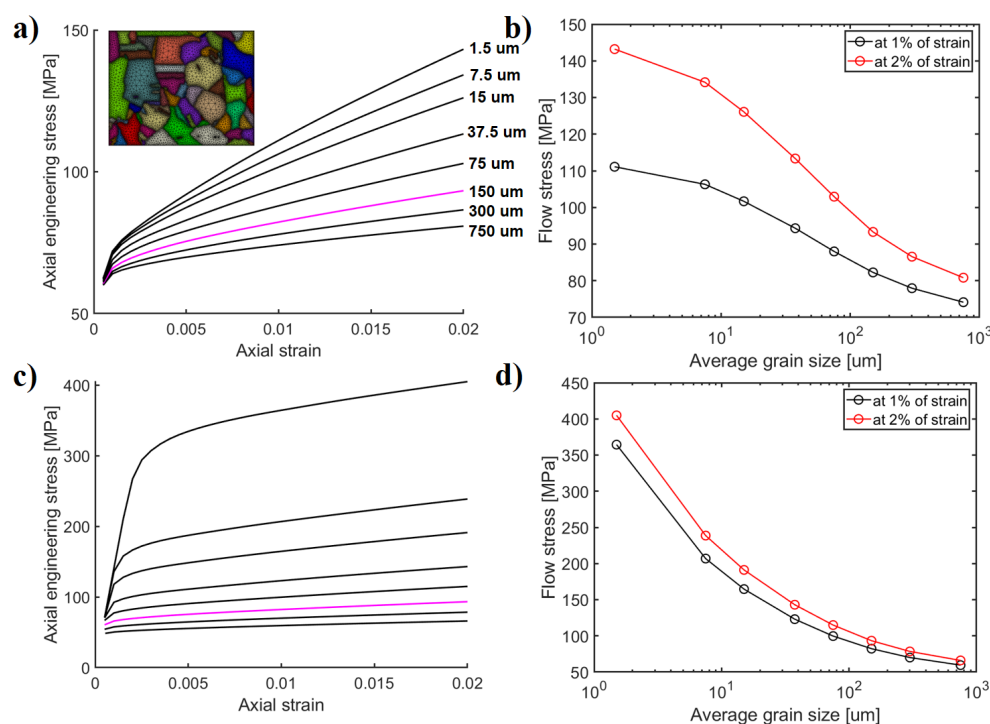 a)
Axial engineering stress [MPa]
150
100
50
1.5 um
7.5 um
15 um
37.5 um
75 um
150 um
300 um
750 um
0 0.005 0.01 0.015 0.02
Axial strain
b)
Flow stress [MPa]
150
140
130
120
110
100
90
80
70
at 1% of strain
at 2% of strain
10^0 10^1 10^2 10^3
Average grain size [um]
c)
Axial engineering stress [MPa]
400
300
200
100
0
0 0.005 0.01 0.015 0.02
Axial strain
d)
Flow stress [MPa]
450
400
350
300
250
200
150
100
50
at 1% of strain
at 2% of strain
10^0 10^1 10^2 10^3
Average grain size [um]